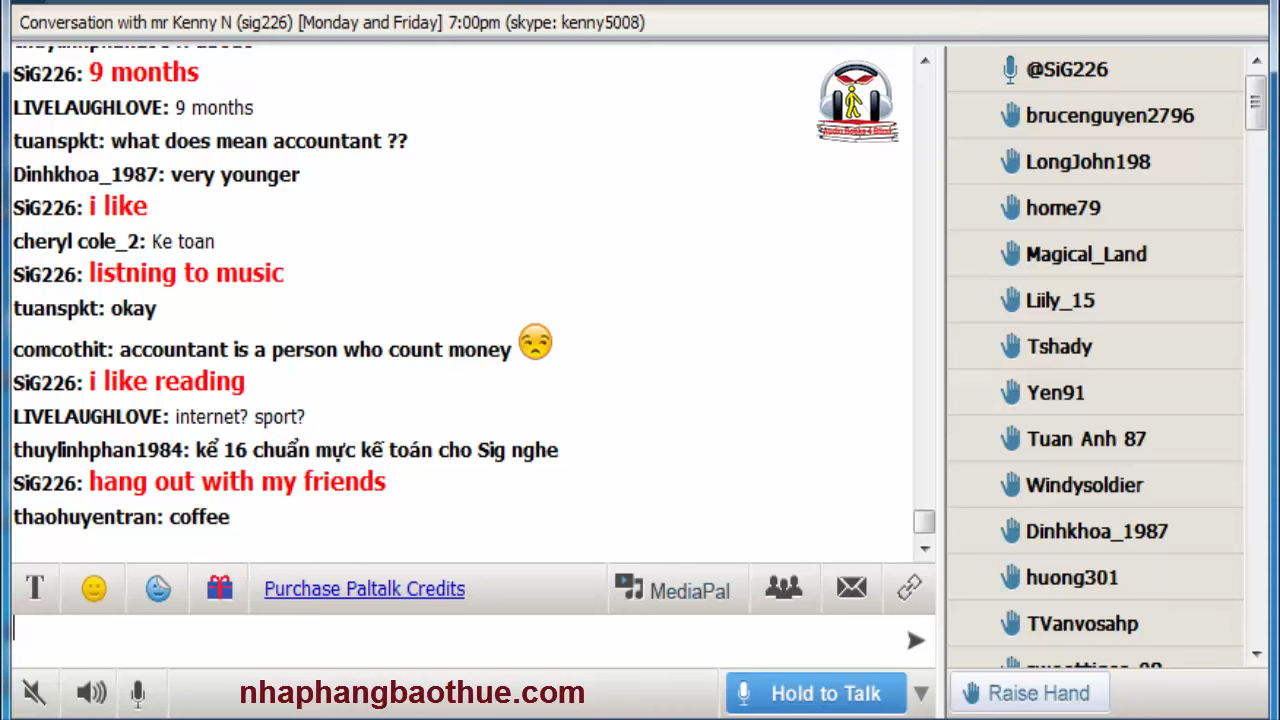 Conversation with mr Kenny N (sig226) [Monday and Friday] 7:00pm (skype: kenny5008)
SiG226: 9 months
LIVELAUGHLOVE: 9 months
tuanspkt: what does mean accountant ??
Dinhkhoa_1987: very younger
SiG226: i like
cheryl cole_2: Ke toan
SiG226: listning to music
tuanspkt: okay
comcothit: accountant is a person who count money
SiG226: i like reading
LIVELAUGHLOVE: internet? sport?
thuylinhphan1984: kể 16 chuẩn mực kế toán cho Sig nghe
SiG226: hang out with my friends
thaohuyentran: coffee
T
Purchase Paltalk Credits
MediaPal
nhaphangbaothue.com
Hold to Talk
@SiG226
brucenguyen2796
LongJohn198
home79
Magical_Land
Liily_15
Tshady
Yen91
Tuan Anh 87
Windysoldier
Dinhkhoa_1987
huong301
TVanvosahp
Raise Hand